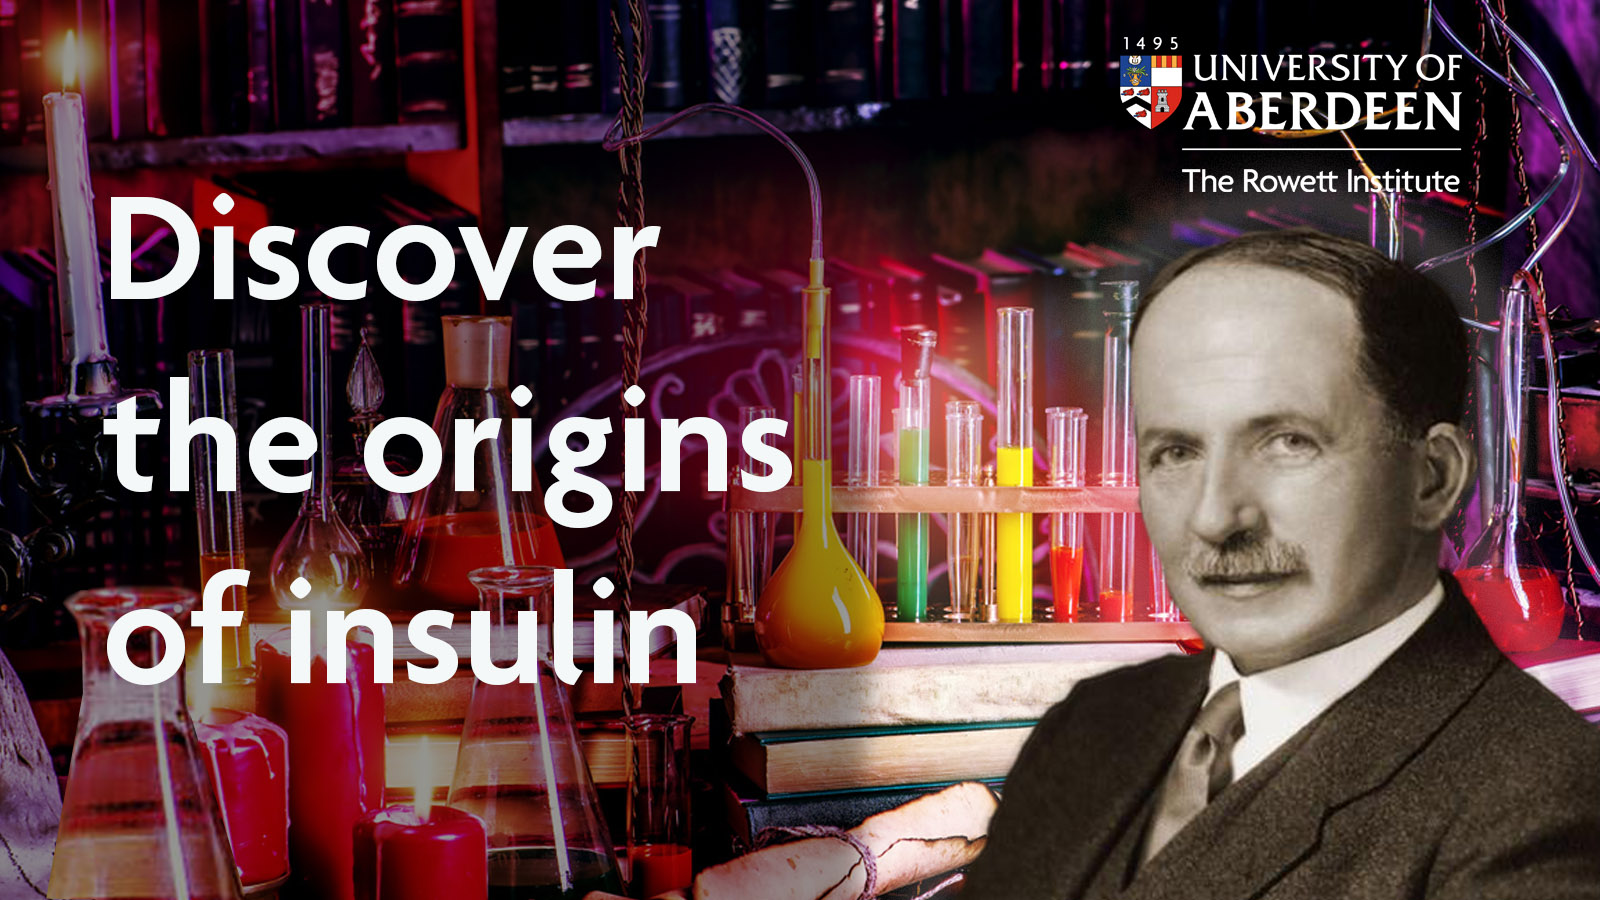 1495
UNIVERSITY OF
ABERDEEN
The Rowett Institute
Discover
the origins
of insulin